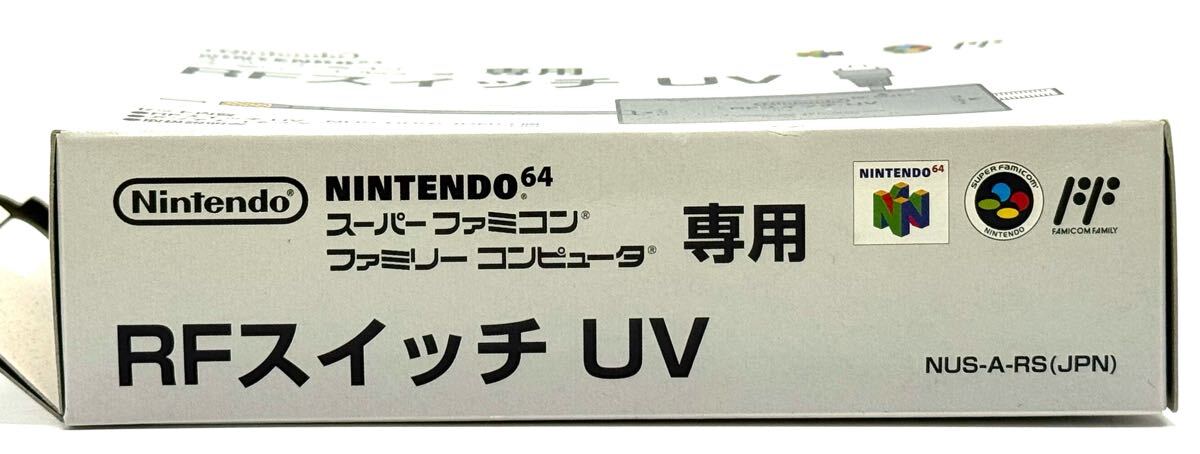 専用
RFスイッチ UV
Nintendo®
NINTENDO®64
スーパーファミコン®
ファミリー コンピュータ®
専用
NINTENDO64
SUPER FAMICOM
NINTENDO
FAMICOM FAMILY
RFスイッチ UV
NUS-A-RS(JPN)